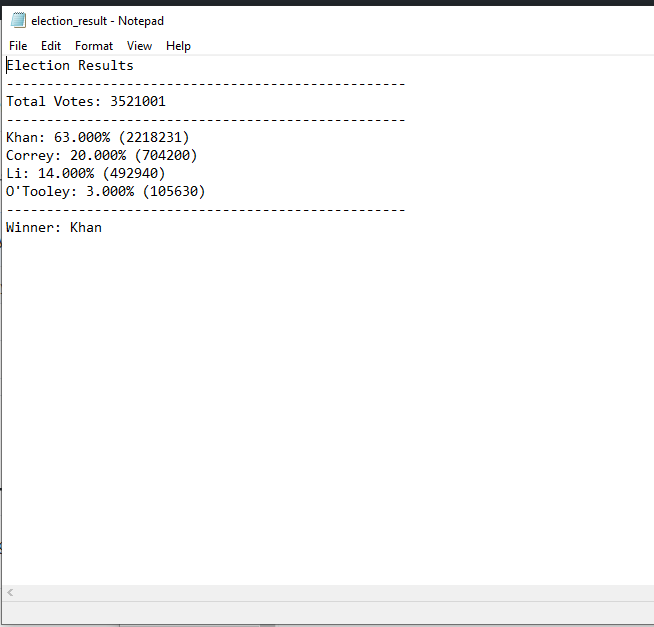 election_result - Notepad
File Edit Format View Help
Election Results
--------------------------------------------------
Total Votes: 3521001
--------------------------------------------------
Khan: 63.000% (2218231)
Correy: 20.000% (704200)
Li: 14.000% (492940)
O'Tooley: 3.000% (105630)
--------------------------------------------------
Winner: Khan